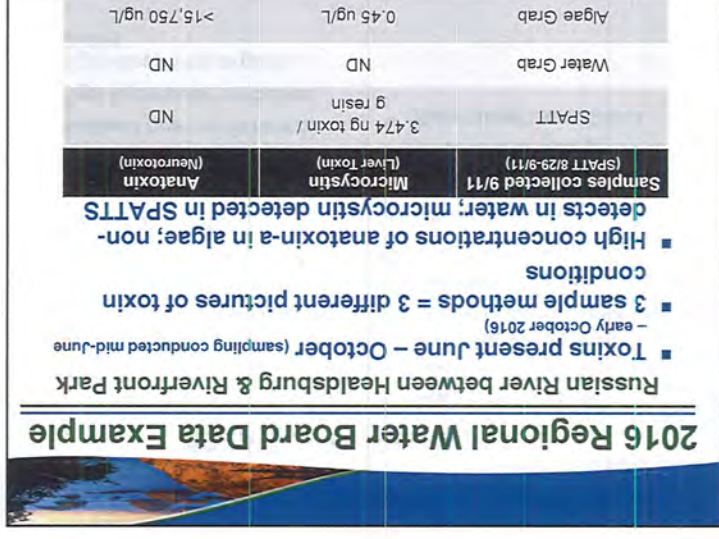 2016 Regional Water Board Data Example
Russian River between Healdsburg & Riverfront Park
▪ Toxins present June – October (sampling conducted mid-June
– early October 2016)
▪ 3 sample methods = 3 different pictures of toxin
conditions
▪ High concentrations of anatoxin-a in algae; non-
detects in water; microcystin detected in SPATTS
Samples collected 9/11 Microcystin Anatoxin
(SPATT 8/29-9/11) (Liver Toxin) (Neurotoxin)
SPATT 3.474 ng toxin / g resin ND
Water Grab ND ND
Algae Grab 0.45 ug/L >15,750 ug/L